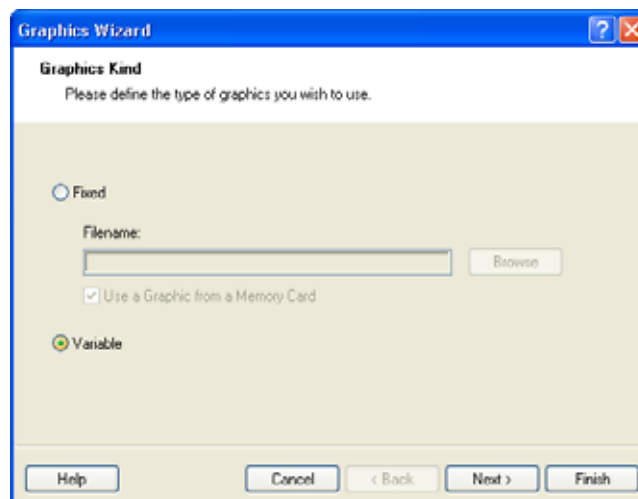 Graphics Wizard
Graphics Kind
Please define the type of graphics you wish to use.
Fixed
Filename:
Browse
Use a Graphic from a Memory Card
Variable
Help Cancel < Back Next > Finish